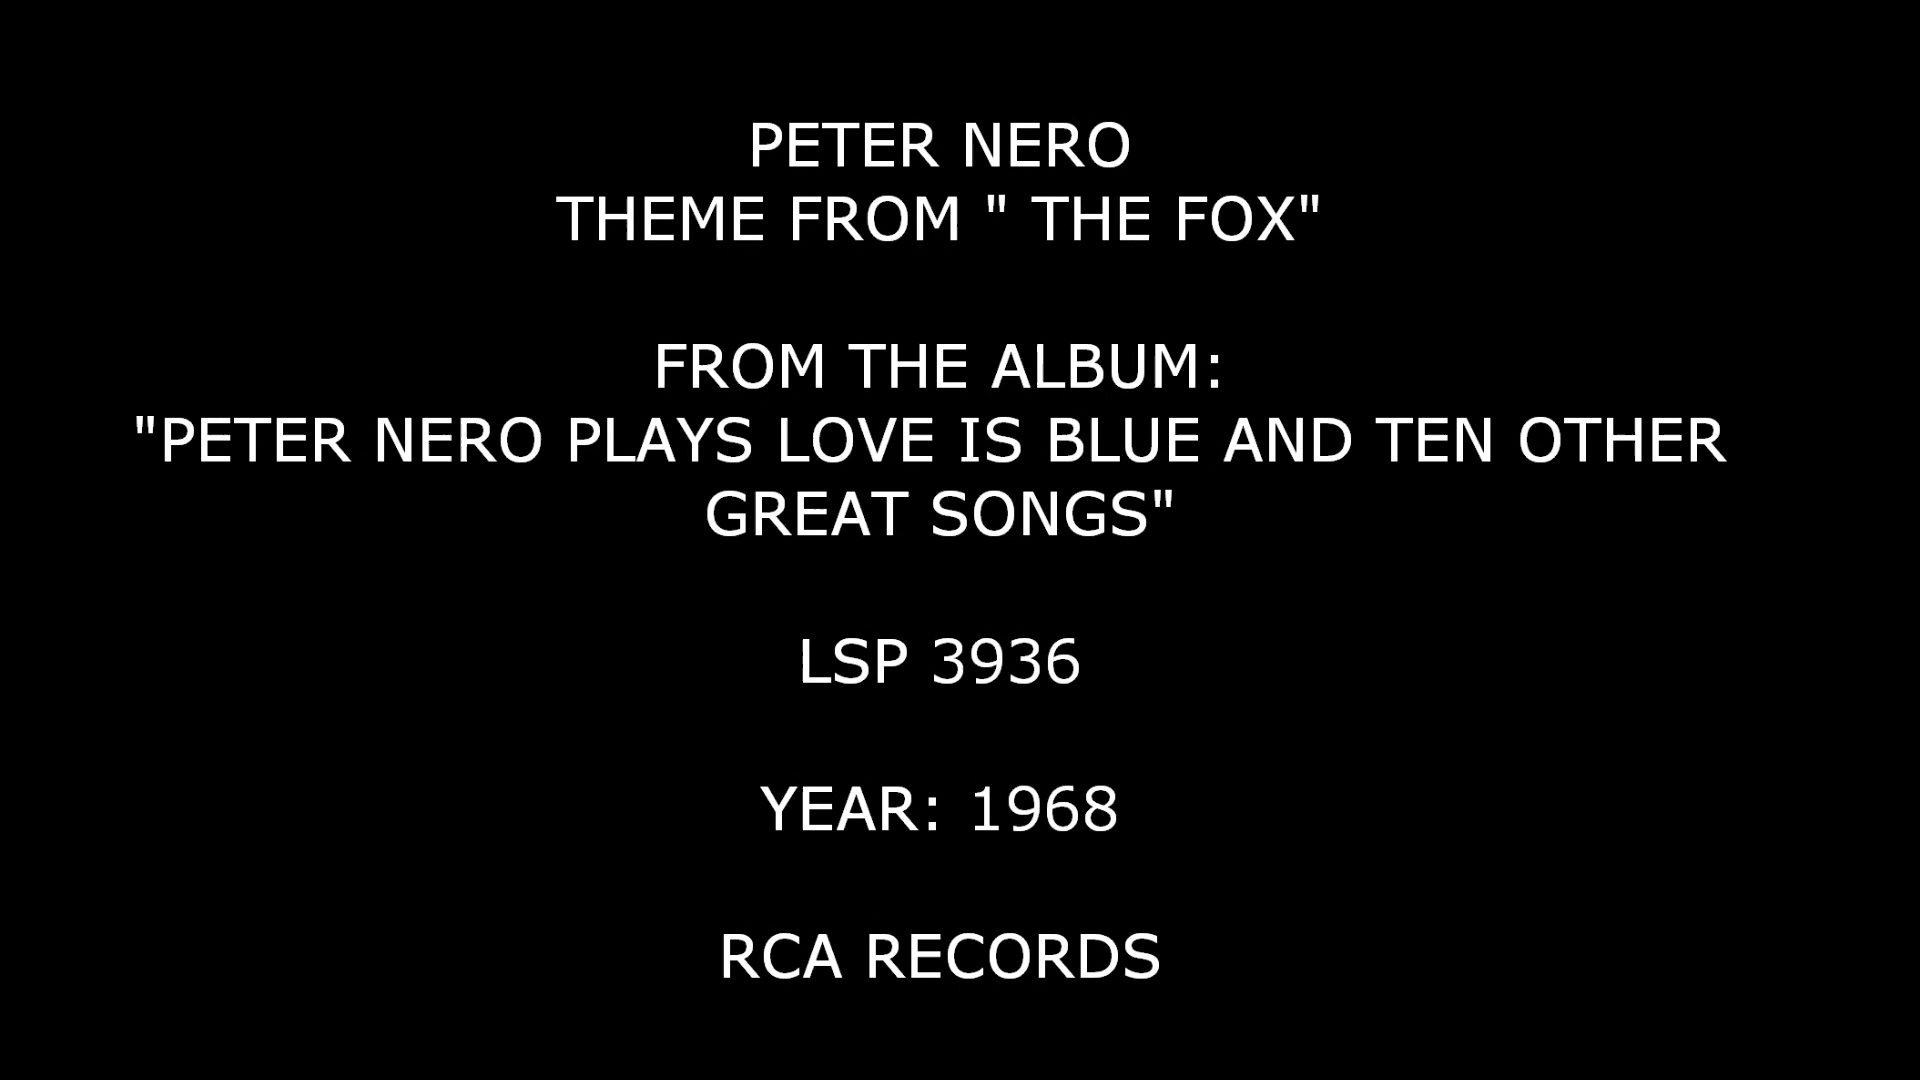 PETER NERO
THEME FROM " THE FOX"
FROM THE ALBUM:
"PETER NERO PLAYS LOVE IS BLUE AND TEN OTHER
GREAT SONGS"
LSP 3936
YEAR: 1968
RCA RECORDS